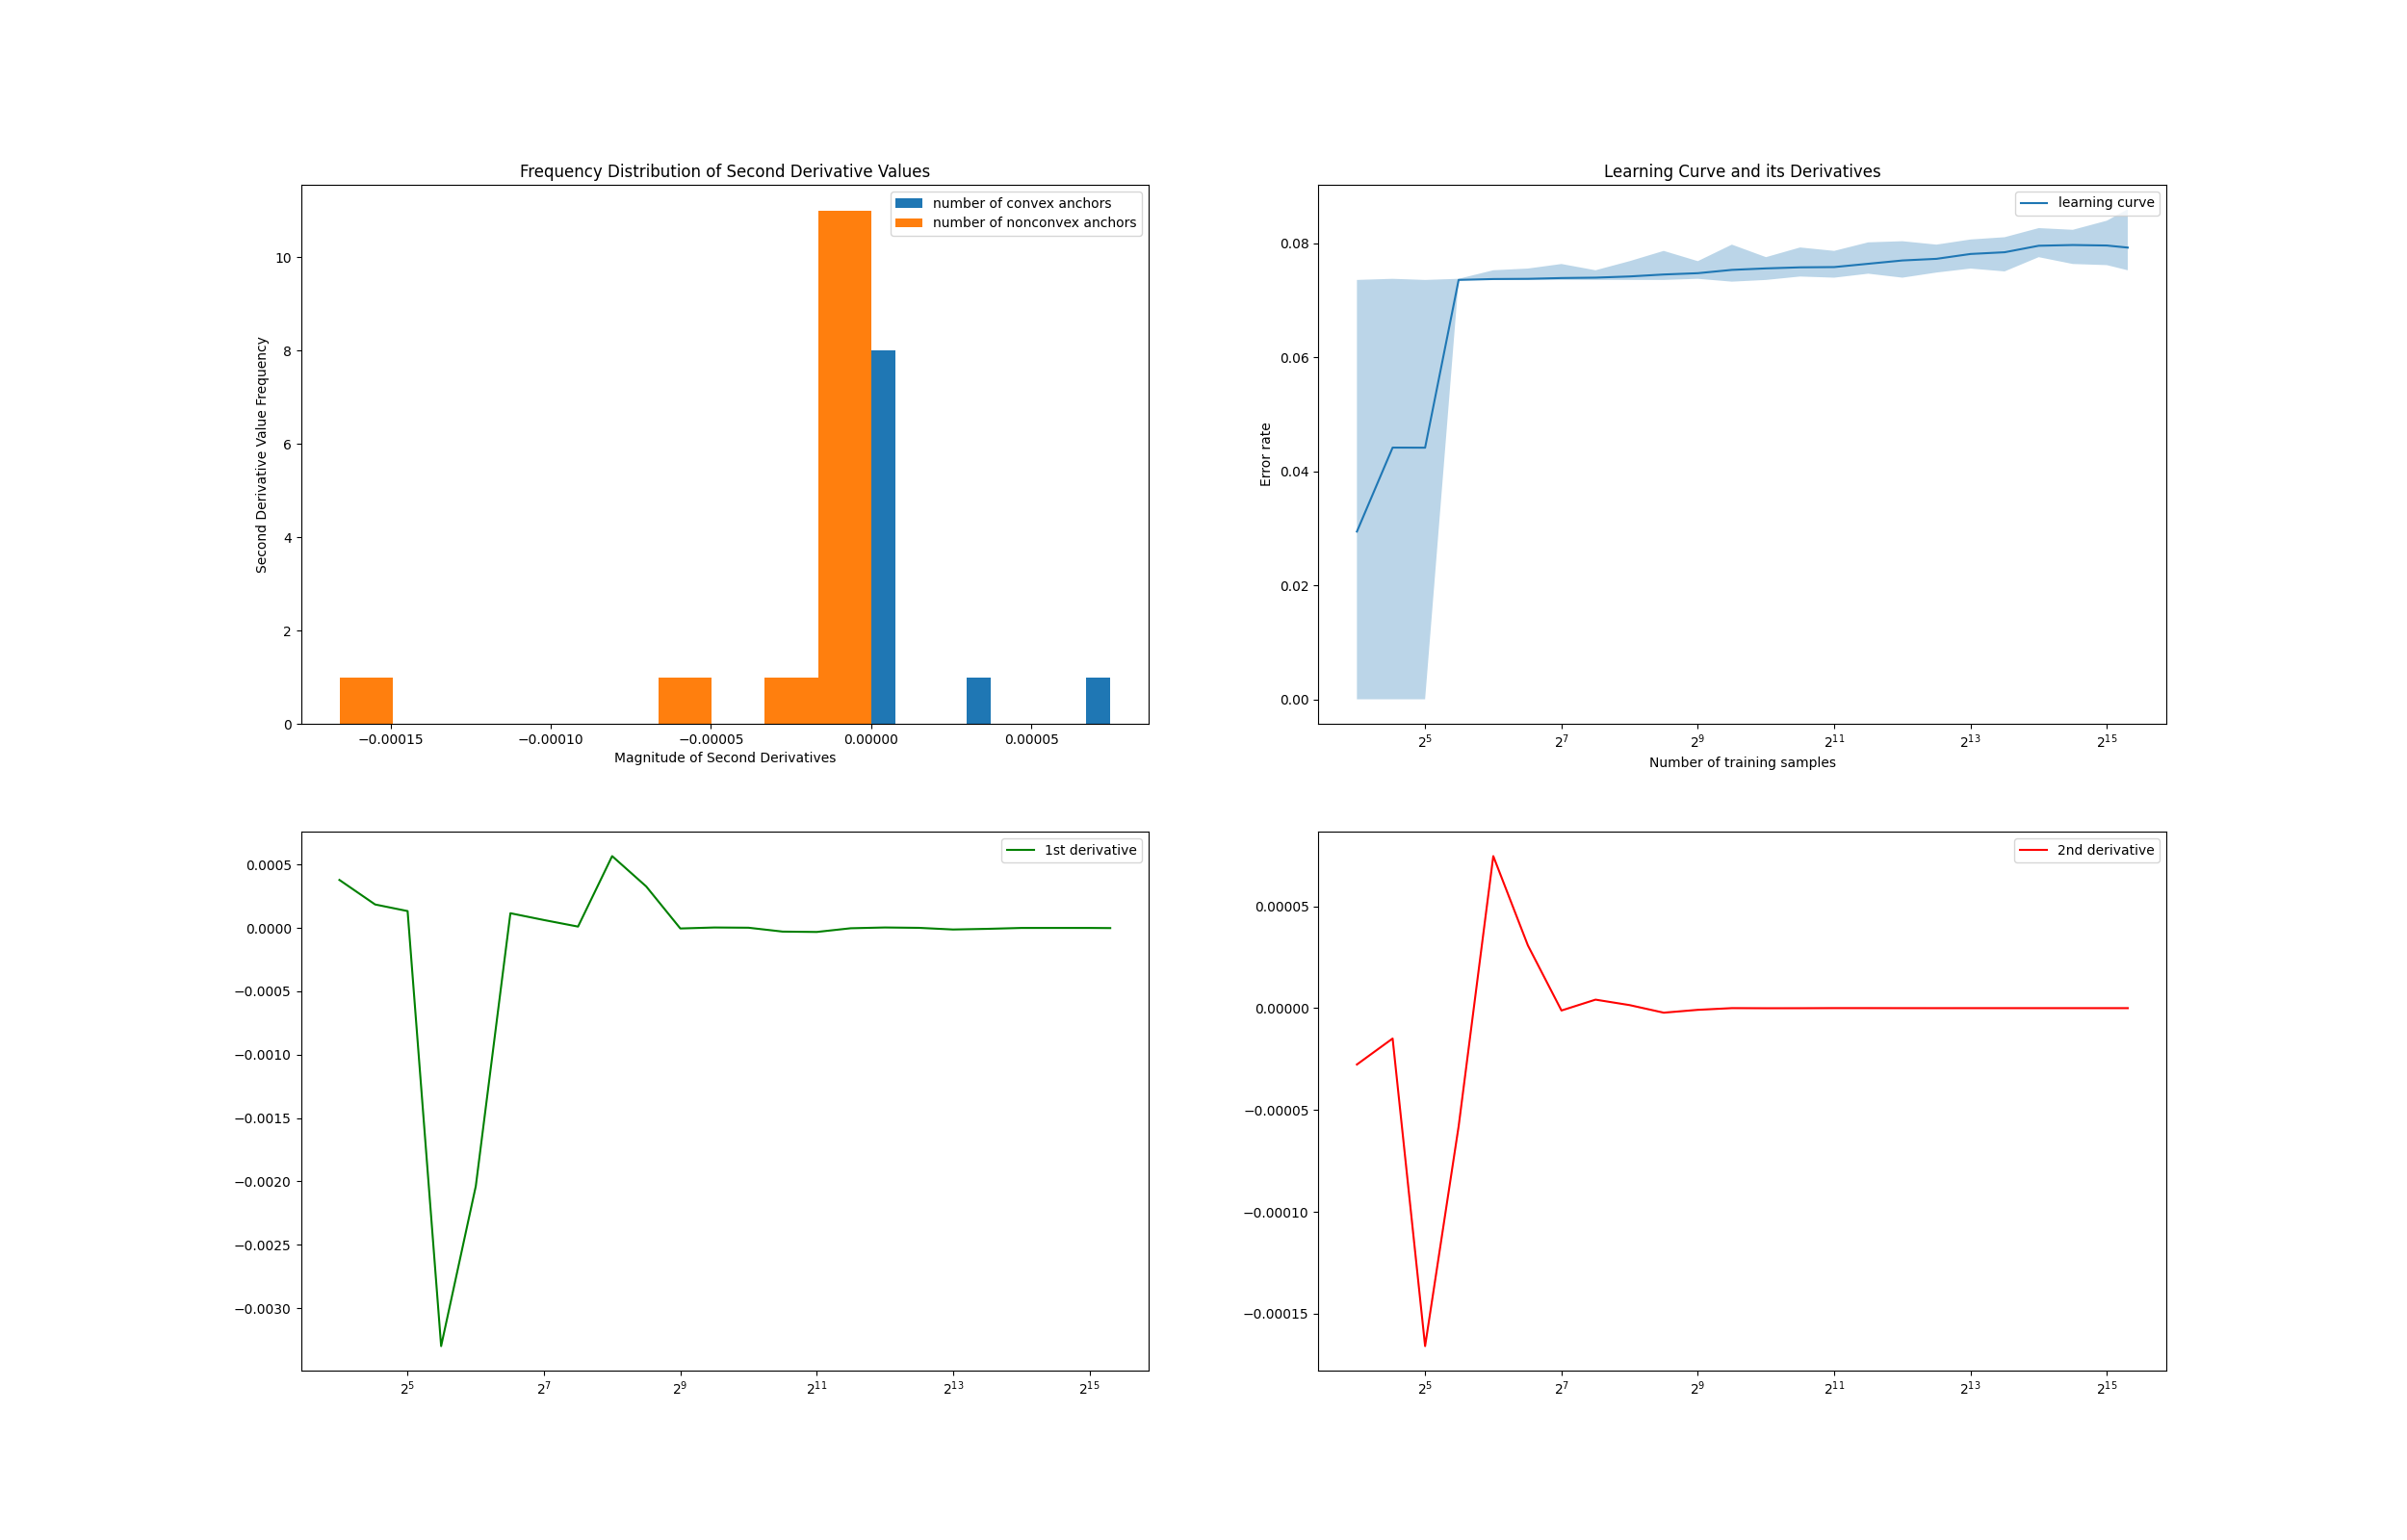 Frequency Distribution of Second Derivative Values
number of convex anchors
number of nonconvex anchors
10
8
6
4
2
0
Second Derivative Value Frequency
−0.00015 −0.00010 −0.00005 0.00000 0.00005
Magnitude of Second Derivatives
Learning Curve and its Derivatives
learning curve
0.08
0.06
0.04
0.02
0.00
Error rate
2^5 2^7 2^9 2^11 2^13 2^15
Number of training samples
1st derivative
0.0005
0.0000
−0.0005
−0.0010
−0.0015
−0.0020
−0.0025
−0.0030
2^5 2^7 2^9 2^11 2^13 2^15
2nd derivative
0.00005
0.00000
−0.00005
−0.00010
−0.00015
2^5 2^7 2^9 2^11 2^13 2^15